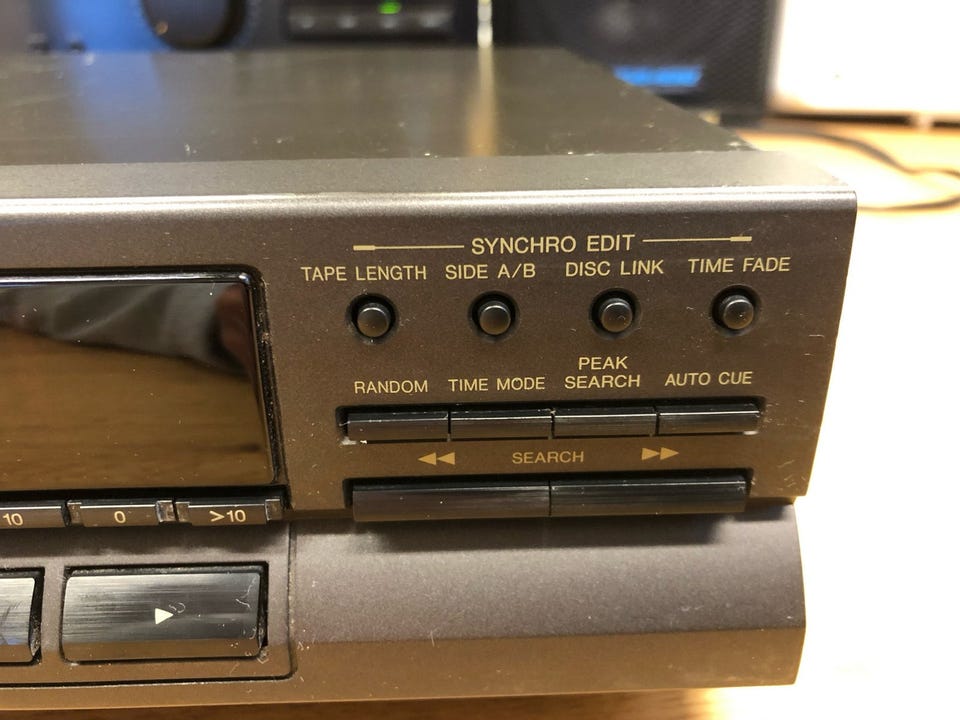 SYNCHRO EDIT
TAPE LENGTH SIDE A/B DISC LINK TIME FADE
RANDOM TIME MODE PEAK SEARCH AUTO CUE
SEARCH
10 0 >10